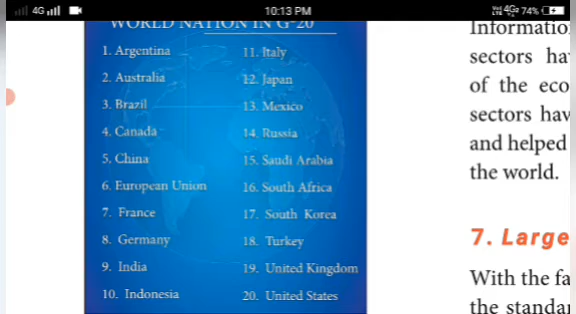 4G
10:13 PM
4G 74%
WORLD NATION IN G-20
1. Argentina
2. Australia
3. Brazil
4. Canada
5. China
6. European Union
7. France
8. Germany
9. India
10. Indonesia
11. Italy
12. Japan
13. Mexico
14. Russia
15. Saudi Arabia
16. South Africa
17. South Korea
18. Turkey
19. United Kingdom
20. United States
Informatio
sectors ha
of the eco
sectors hav
and helped
the world.
7. Large
With the fa
the standar